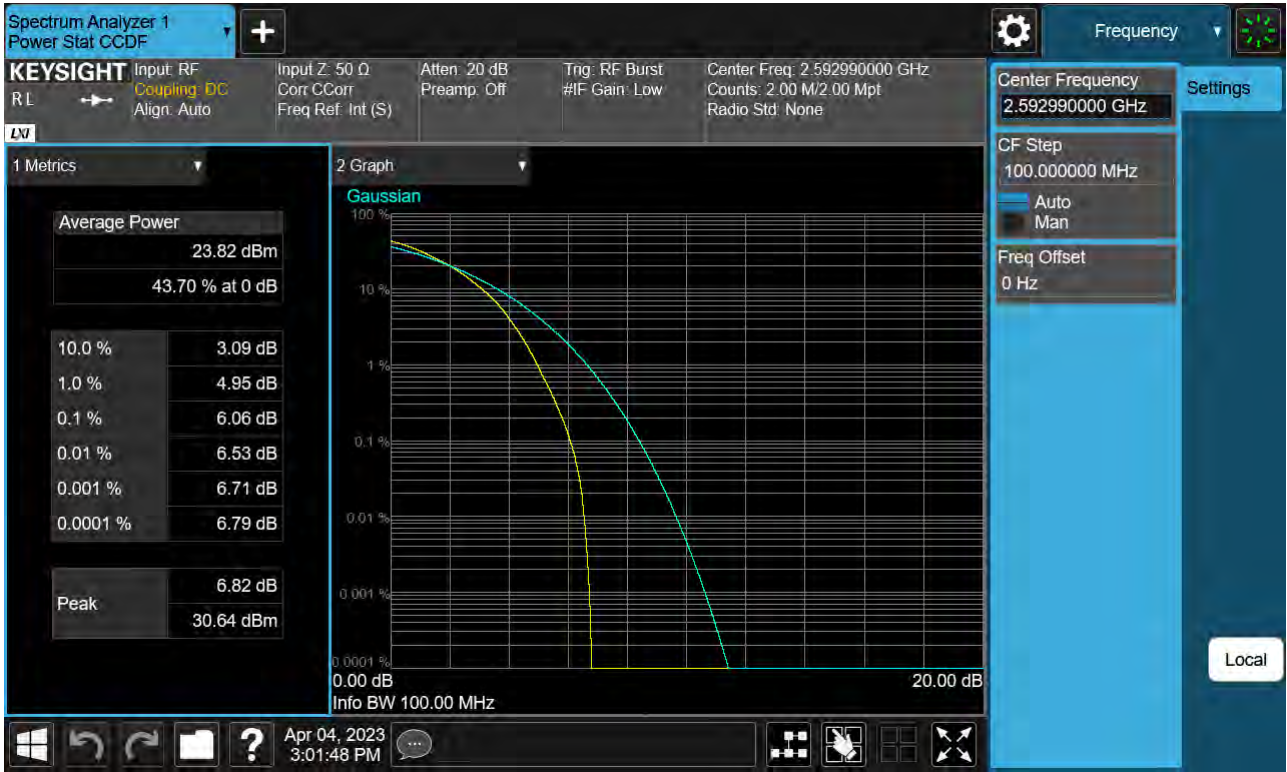 Spectrum Analyzer 1
Power Stat CCDF
Frequency
KEYSIGHT
R L
LXI
Input: RF
Coupling: DC
Align: Auto
Input Z: 50 Ω
Corr CCorr
Freq Ref: Int (S)
Atten: 20 dB
Preamp: Off
Trig: RF Burst
#IF Gain: Low
Center Freq: 2.592990000 GHz
Counts: 2.00 M/2.00 Mpt
Radio Std: None
Center Frequency
2.592990000 GHz
Settings
CF Step
100.000000 MHz
Auto
Man
Freq Offset
0 Hz
1 Metrics
Average Power
23.82 dBm
43.70 % at 0 dB
10.0 % 3.09 dB
1.0 % 4.95 dB
0.1 % 6.06 dB
0.01 % 6.53 dB
0.001 % 6.71 dB
0.0001 % 6.79 dB
Peak
6.82 dB
30.64 dBm
2 Graph
Gaussian
100 %
10 %
1 %
0.1 %
0.01 %
0.001 %
0.0001 %
0.00 dB 20.00 dB
Info BW 100.00 MHz
Local
?
Apr 04, 2023
3:01:48 PM